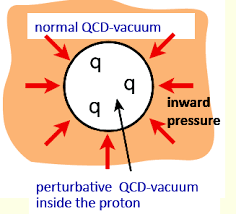 normal QCD-vacuum
q
q
q
inward
pressure
perturbative QCD-vacuum
inside the proton